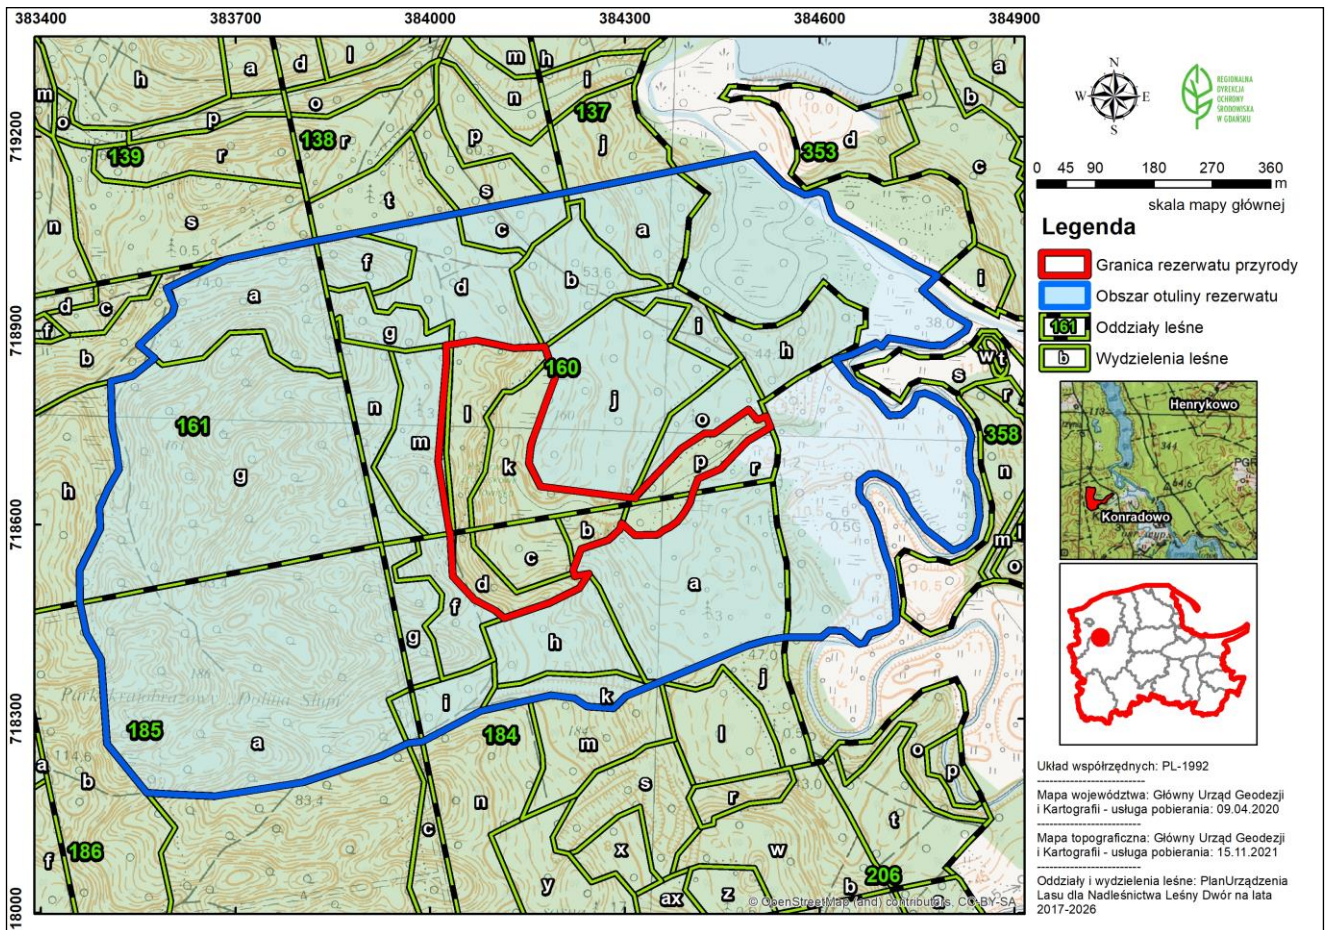 383400 383700 384000 384300 384600 384900
719200
718900
718600
718300
718000
h a d l m h i a
m o p o n 137 j d b
139 r 138 r p 353 c
n s t s
c a
f d b i
d c a
f g i h
b w t
s
160 r
l j o 358
161 n m n
g k p r
h
b m l
c o
d a
f
g h
i k j
Park Krajobrazowy Dolina Słupi
185 184
a m l o
a b p
s
n r t
c
186 x w
f y 206
b
ax z a
© OpenStreetMap (and) contributors, CC-BY-SA
N
W E
S
REGIONALNA
DYREKCJA
OCHRONY
ŚRODOWISKA
W GDAŃSKU
0 45 90 180 270 360
m
skala mapy głównej
Legenda
Granica rezerwatu przyrody
Obszar otuliny rezerwatu
161 Oddziały leśne
b Wydzielenia leśne
Henrykowo
Konradowo
Układ współrzędnych: PL-1992
--------------------------
Mapa województwa: Główny Urząd Geodezji
i Kartografii - usługa pobierania: 09.04.2020
--------------------------
Mapa topograficzna: Główny Urząd Geodezji
i Kartografii - usługa pobierania: 15.11.2021
--------------------------
Oddziały i wydzielenia leśne: PlanUrządzenia
Lasu dla Nadleśnictwa Leśny Dwór na lata
2017-2026